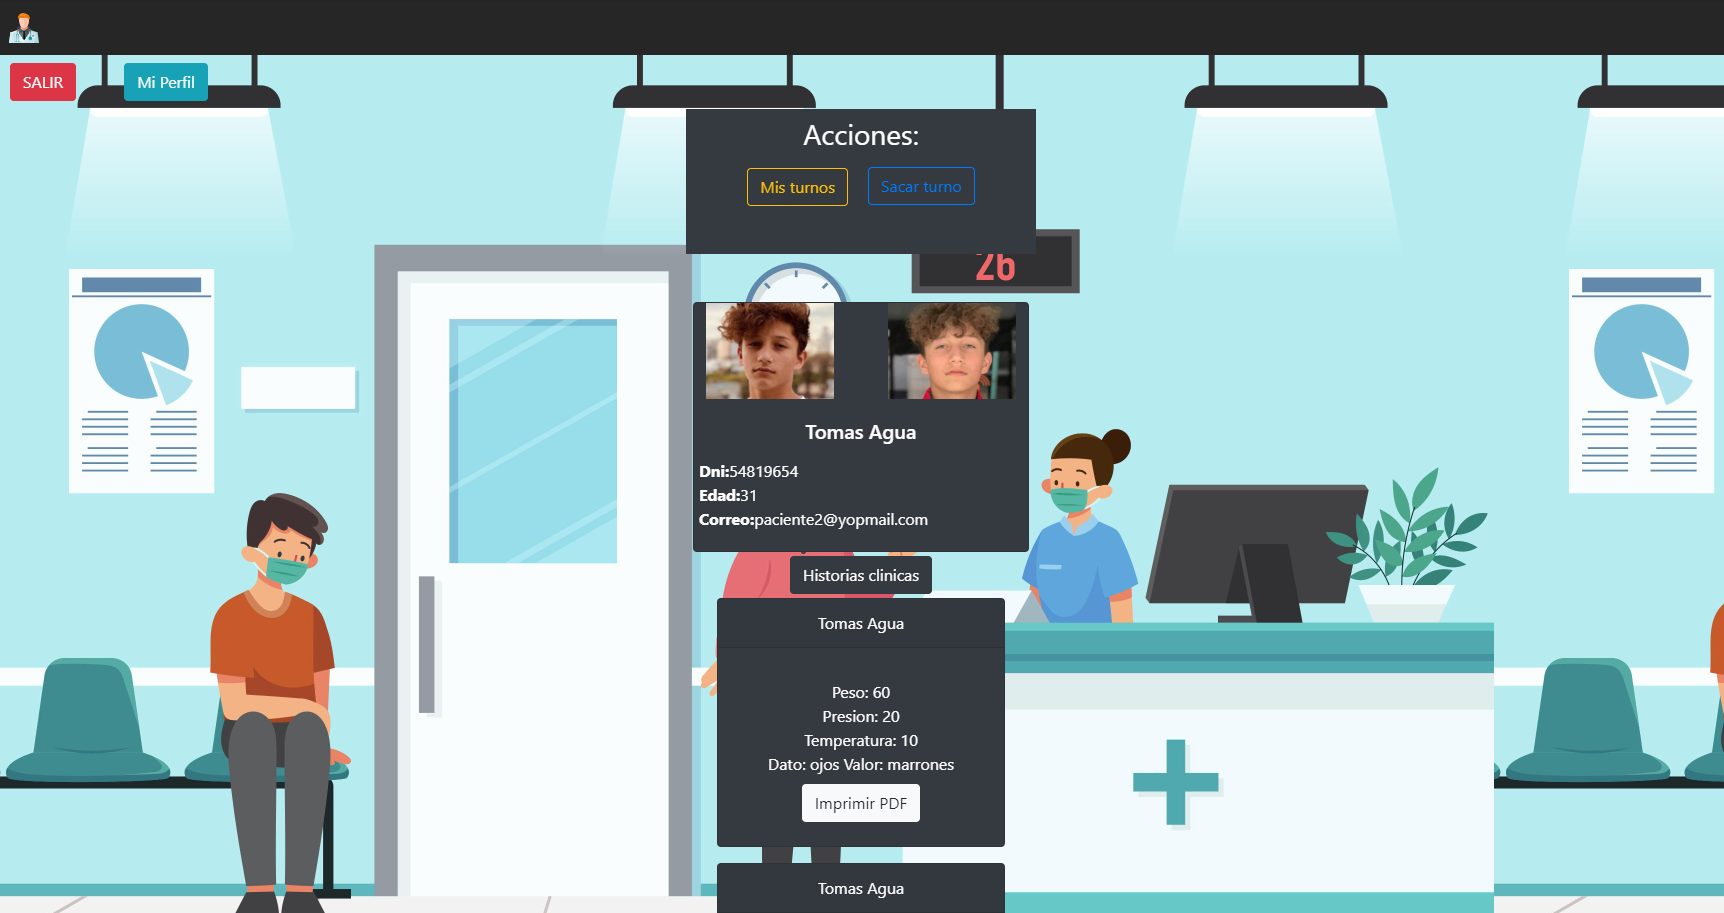 SALIR
Mi Perfil
Acciones:
Mis turnos
Sacar turno
26
Tomas Agua
Dni:54819654
Edad:31
Correo:paciente2@yopmail.com
Historias clinicas
Tomas Agua
Peso: 60
Presion: 20
Temperatura: 10
Dato: ojos Valor: marrones
Imprimir PDF
Tomas Agua